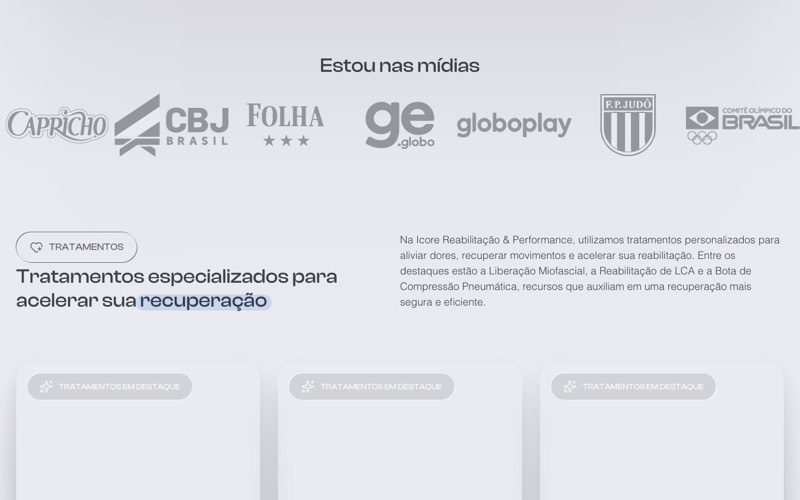 Estou nas mídias
CAPRICHO
CBJ
BRASIL
FOLHA
ge
.globo
globoplay
F.P.JUDÔ
COMITÊ OLÍMPICO DO
BRASIL
TRATAMENTOS
Tratamentos especializados para
acelerar sua recuperação
Na Icore Reabilitação & Performance, utilizamos tratamentos personalizados para
aliviar dores, recuperar movimentos e acelerar sua reabilitação. Entre os
destaques estão a Liberação Miofascial, a Reabilitação de LCA e a Bota de
Compressão Pneumática, recursos que auxiliam em uma recuperação mais
segura e eficiente.
TRATAMENTOS EM DESTAQUE
TRATAMENTOS EM DESTAQUE
TRATAMENTOS EM DESTAQUE